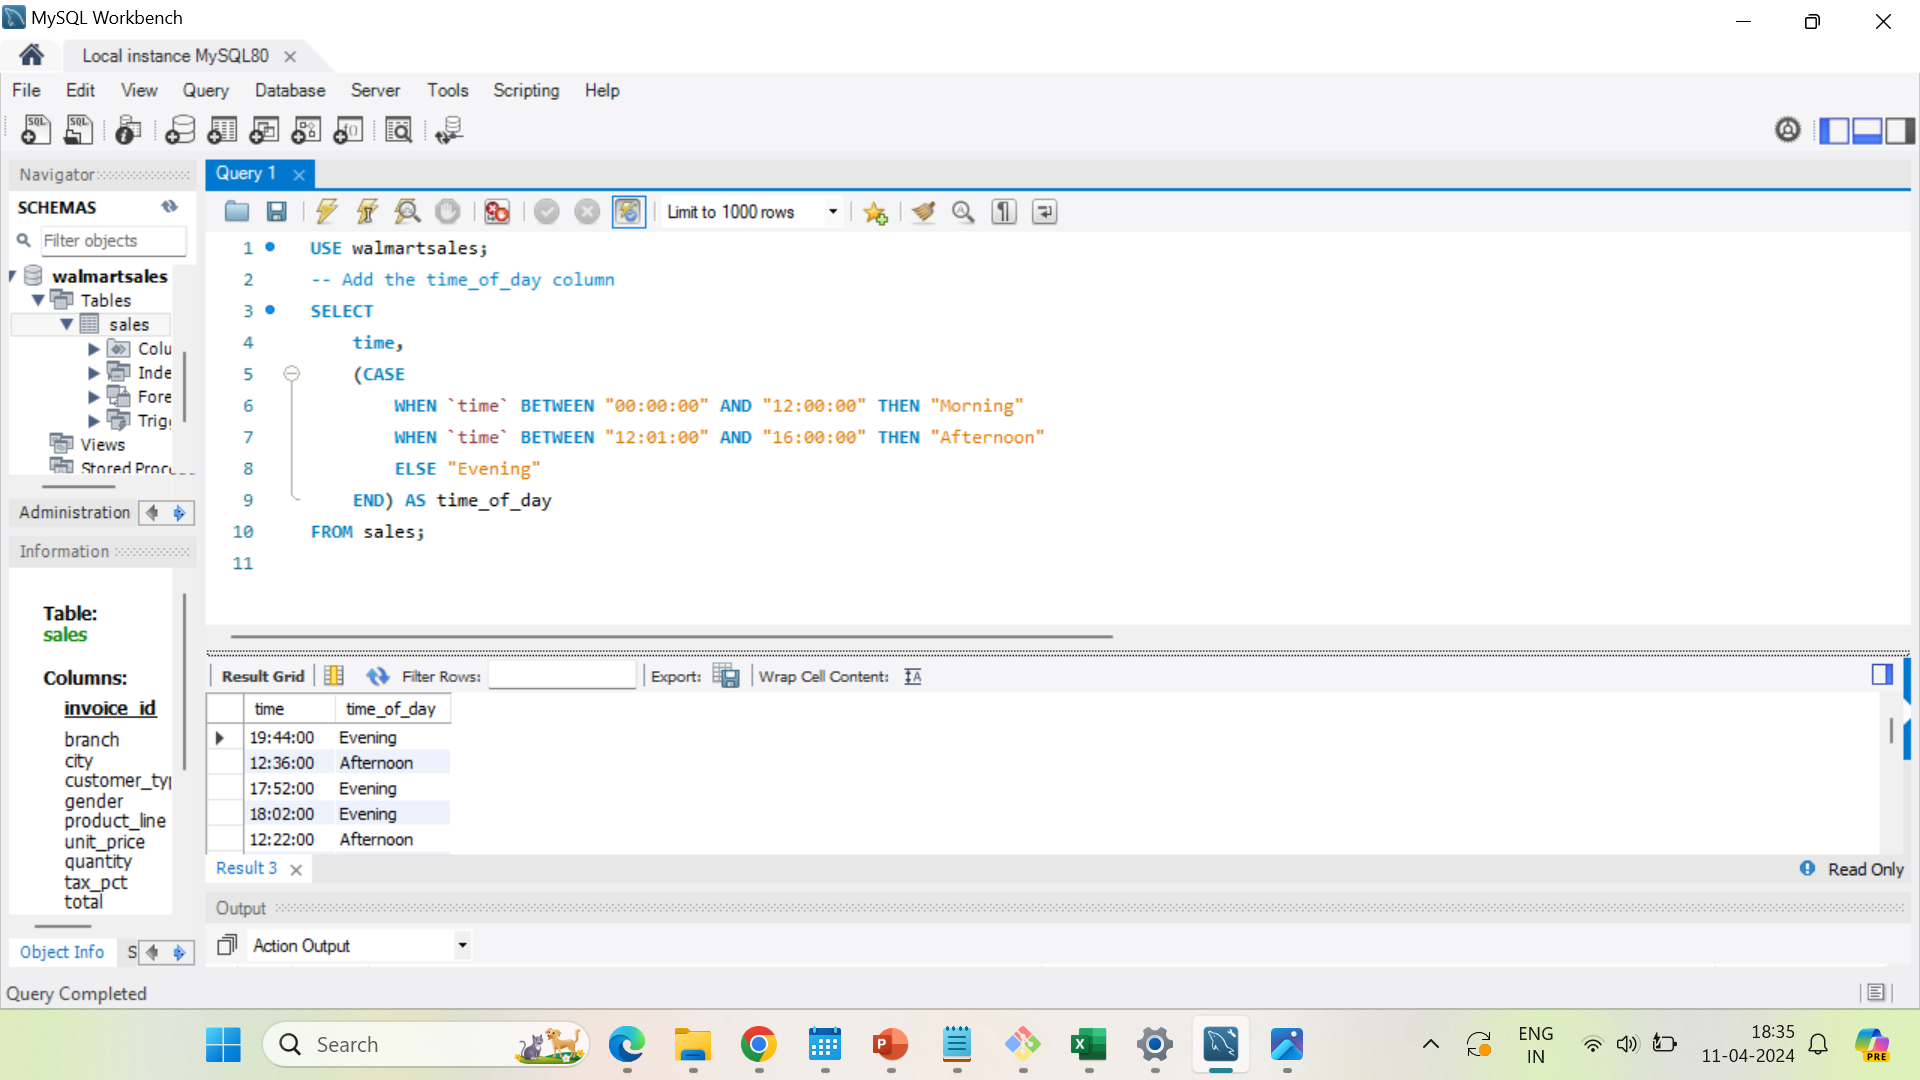 MySQL Workbench
Local instance MySQL80
File Edit View Query Database Server Tools Scripting Help
Navigator
SCHEMAS
Filter objects
walmartsales
Tables
sales
Colu
Inde
Fore
Trig
Views
Stored Proc
Administration
Information
Table:
sales
Columns:
invoice_id
branch
city
customer_typ
gender
product_line
unit_price
quantity
tax_pct
total
Object Info S
Query Completed
Query 1
Limit to 1000 rows
1 USE walmartsales;
2 -- Add the time_of_day column
3 SELECT
4 time,
5 (CASE
6 WHEN `time` BETWEEN "00:00:00" AND "12:00:00" THEN "Morning"
7 WHEN `time` BETWEEN "12:01:00" AND "16:00:00" THEN "Afternoon"
8 ELSE "Evening"
9 END) AS time_of_day
10 FROM sales;
11
Result Grid Filter Rows: Export: Wrap Cell Content:
time time_of_day
19:44:00 Evening
12:36:00 Afternoon
17:52:00 Evening
18:02:00 Evening
12:22:00 Afternoon
Result 3 Read Only
Output
Action Output
Search
ENG
IN
18:35
11-04-2024
PRE